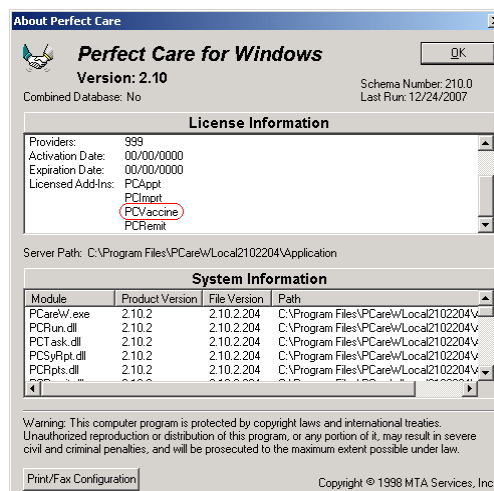 About Perfect Care
Perfect Care for Windows
OK
Version: 2.10
Schema Number: 210.0
Combined Database: No
Last Run: 12/24/2007
License Information
Providers: 999
Activation Date: 00/00/0000
Expiration Date: 00/00/0000
Licensed Add-Ins: PCAppt
PCImprt
PCVaccine
PCRemit
Server Path: C:\Program Files\PCareWLocal2102204\Application
System Information
Module Product Version File Version Path
PCareW.exe 2.10.2 2.10.2.204 C:\Program Files\PCareWLocal2102204\
PCRun.dll 2.10.2 2.10.2.204 C:\Program Files\PCareWLocal2102204\
PCTask.dll 2.10.2 2.10.2.204 C:\Program Files\PCareWLocal2102204\
PCSyRpt.dll 2.10.2 2.10.2.204 C:\Program Files\PCareWLocal2102204\
PCRpts.dll 2.10.2 2.10.2.204 C:\Program Files\PCareWLocal2102204\
Warning: This computer program is protected by copyright laws and international treaties.
Unauthorized reproduction or distribution of this program, or any portion of it, may result in severe
civil and criminal penalties, and will be prosecuted to the maximum extent possible under law.
Print/Fax Configuration
Copyright © 1998 MTA Services, Inc